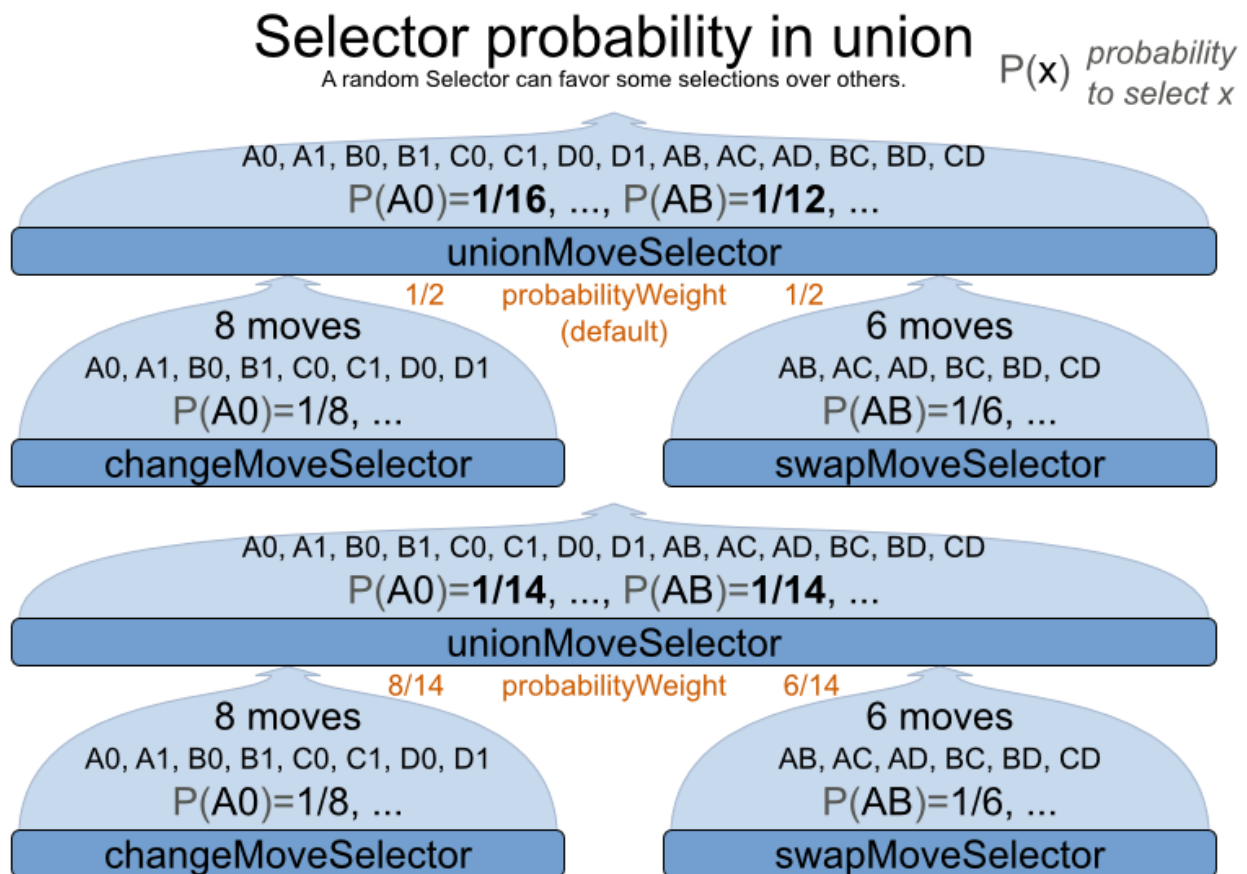 Selector probability in union
A random Selector can favor some selections over others.
P(x) probability
to select x
A0, A1, B0, B1, C0, C1, D0, D1, AB, AC, AD, BC, BD, CD
P(A0)=1/16, ..., P(AB)=1/12, ...
unionMoveSelector
1/2 probabilityWeight 1/2
(default)
8 moves
A0, A1, B0, B1, C0, C1, D0, D1
P(A0)=1/8, ...
changeMoveSelector
6 moves
AB, AC, AD, BC, BD, CD
P(AB)=1/6, ...
swapMoveSelector
A0, A1, B0, B1, C0, C1, D0, D1, AB, AC, AD, BC, BD, CD
P(A0)=1/14, ..., P(AB)=1/14, ...
unionMoveSelector
8/14 probabilityWeight 6/14
8 moves
A0, A1, B0, B1, C0, C1, D0, D1
P(A0)=1/8, ...
changeMoveSelector
6 moves
AB, AC, AD, BC, BD, CD
P(AB)=1/6, ...
swapMoveSelector